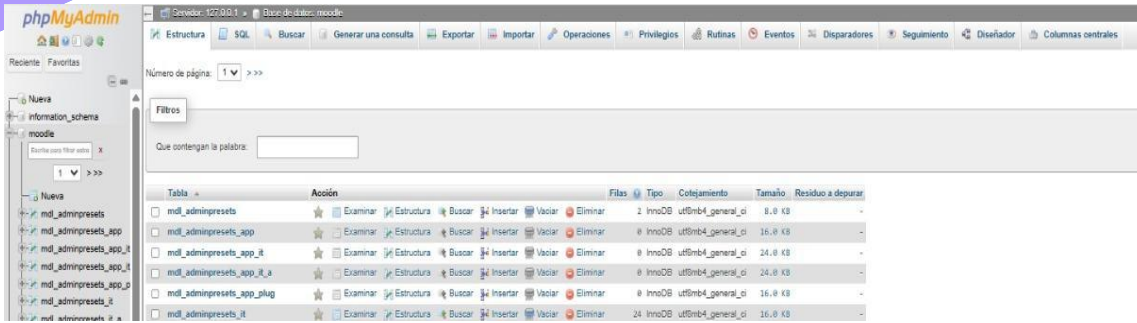 phpMyAdmin
Servidor: 127.0.0.1 » Base de datos: moodle
Estructura SQL Buscar Generar una consulta Exportar Importar Operaciones Privilegios Rutinas Eventos Disparadores Seguimiento Diseñador Columnas centrales
Reciente Favoritas
Nueva
information_schema
moodle
X
1 > >>
Nueva
mdl_adminpresets
mdl_adminpresets_app
mdl_adminpresets_app_it
mdl_adminpresets_app_it
mdl_adminpresets_app_p
mdl_adminpresets_it
mdl_adminpresets_it_a
Número de página: 1 > >>
Filtros
Que contengan la palabra:
Tabla Acción Filas Tipo Cotejamiento Tamaño Residuo a depurar
mdl_adminpresets Examinar Estructura Buscar Insertar Vaciar Eliminar 2 InnoDB utf8mb4_general_ci 8.0 KB -
mdl_adminpresets_app Examinar Estructura Buscar Insertar Vaciar Eliminar 0 InnoDB utf8mb4_general_ci 16.0 KB -
mdl_adminpresets_app_it Examinar Estructura Buscar Insertar Vaciar Eliminar 0 InnoDB utf8mb4_general_ci 24.0 KB -
mdl_adminpresets_app_it_a Examinar Estructura Buscar Insertar Vaciar Eliminar 0 InnoDB utf8mb4_general_ci 24.0 KB -
mdl_adminpresets_app_plug Examinar Estructura Buscar Insertar Vaciar Eliminar 0 InnoDB utf8mb4_general_ci 16.0 KB -
mdl_adminpresets_it Examinar Estructura Buscar Insertar Vaciar Eliminar 24 InnoDB utf8mb4_general_ci 16.0 KB -